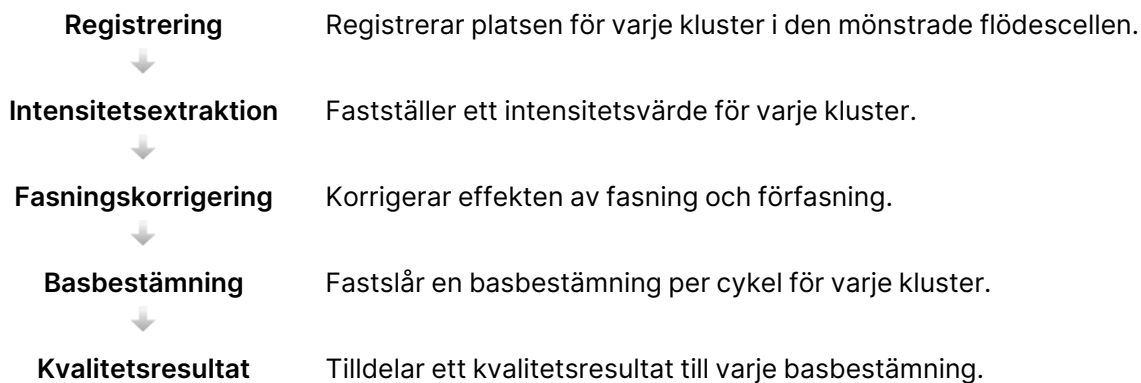 Registrering
Registrerar platsen för varje kluster i den mönstrade flödescellen.
Intensitetsextraktion
Fastställer ett intensitetsvärde för varje kluster.
Fasningskorrigering
Korrigerar effekten av fasning och förfasning.
Basbestämning
Fastslår en basbestämning per cykel för varje kluster.
Kvalitetsresultat
Tilldelar ett kvalitetsresultat till varje basbestämning.